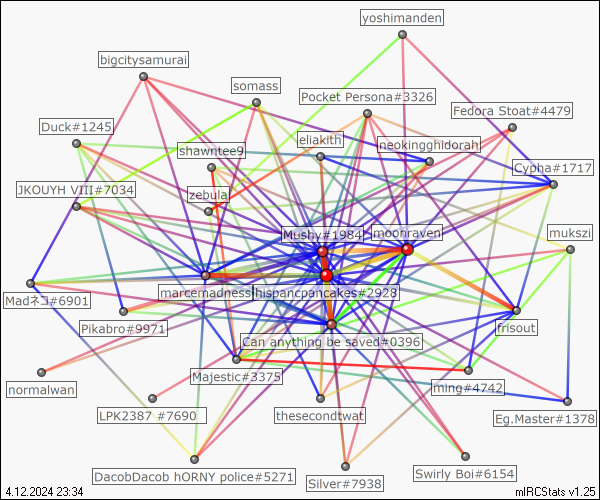 yoshimanden
bigcitysamurai
somass
Pocket Persona#3326
Fedora Stoat#4479
Duck#1245
eliakith
neokingghidorah
shawntee9
Cypha#1717
JKOUYH VIII#7034
zebula
Mushy#1984
moonraven
mukszi
marcemadness
hispancpancakes#2928
Madネコ#6901
Pikabro#9971
frisout
Can anything be saved#0396
Majestic#3375
ming#4742
normalwan
LPK2387 #7690
thesecondtwat
Eg.Master#1378
DacobDacob hORNY police#5271
Silver#7938
Swirly Boi#6154
4.12.2024 23:34
mIRCStats v1.25